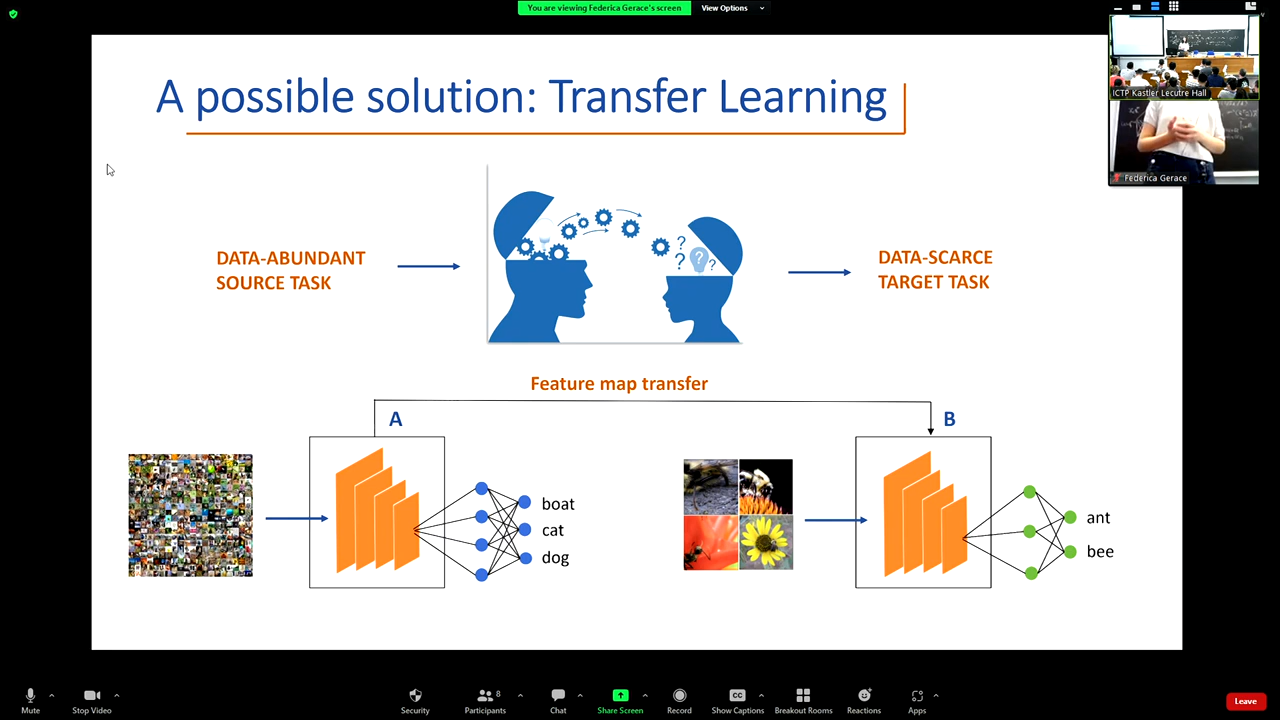 You are viewing Federica Gerace's screen
View Options
A possible solution: Transfer Learning
ICTP Kastler Lecutre Hall
Federica Gerace
DATA-ABUNDANT
SOURCE TASK
? ? ? ?
DATA-SCARCE
TARGET TASK
Feature map transfer
A
B
boat
cat
dog
ant
bee
Mute
Stop Video
Security
Participants 8
Chat
Share Screen
Record
CC
Show Captions
Breakout Rooms
Reactions
Apps
Leave